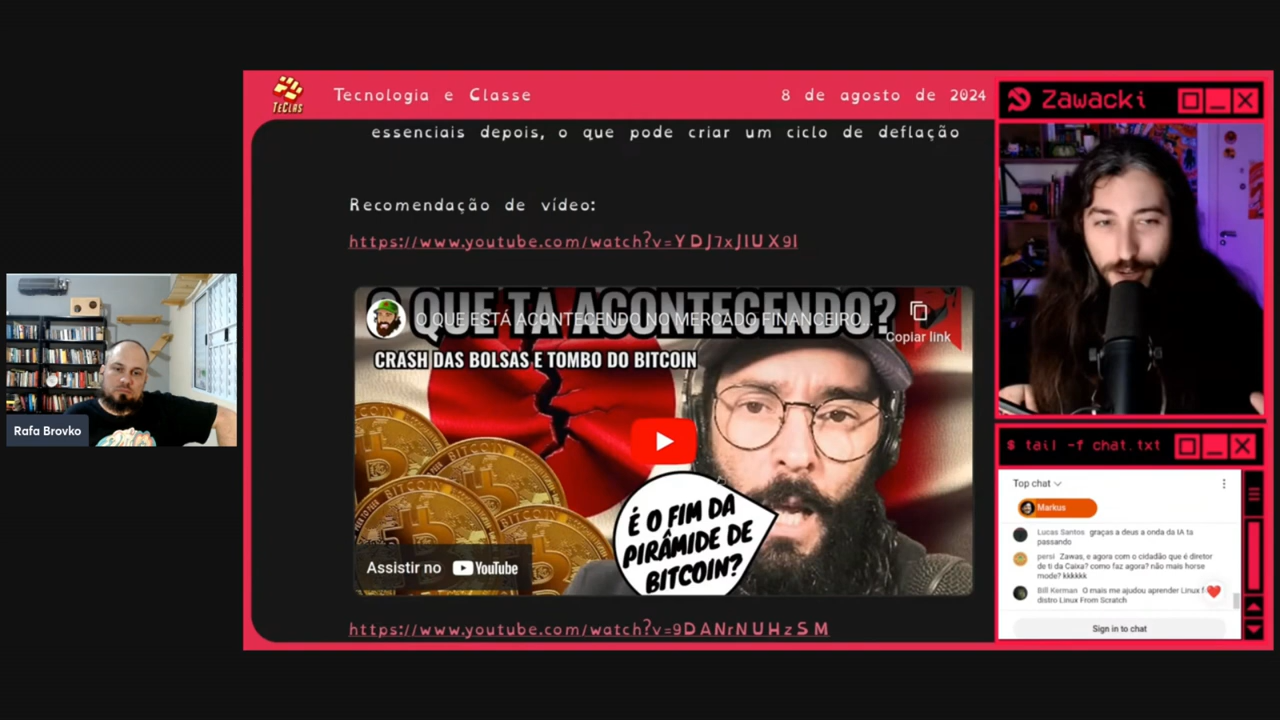 TECLAS
Tecnologia e Classe
8 de agosto de 2024
essenciais depois, o que pode criar um ciclo de deflação
Recomendação de vídeo:
https://www.youtube.com/watch?v=YDJ7xJIUX9I
O QUE TÁ ACONTECENDO?
O QUE ESTÁ ACONTECENDO NO MERCADO FINANCEIRO...
Copiar link
CRASH DAS BOLSAS E TOMBO DO BITCOIN
BITCOIN
BITCOIN
BITCOIN
É O FIM DA
PIRÂMIDE DE
BITCOIN?
Assistir no YouTube
https://www.youtube.com/watch?v=9DANrNUHzSM
Rafa Brovko
Zawacki
$ tail -f chat.txt
Top chat
Markus
Lucas Santos graças a deus a onda da IA ta
passando
persi Zawas, e agora com o cidadão que é diretor
de ti da Caixa? como faz agora? não mais horse
mode? kkkkkk
Bill Kerman O mais me ajudou aprender Linux f
distro Linux From Scratch
Sign in to chat